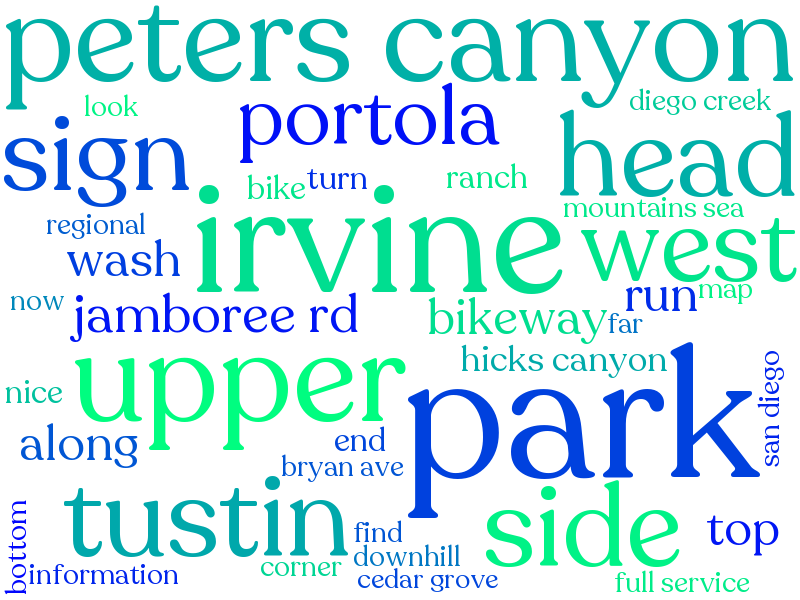 peters canyon
look
diego creek
portola
sign
head
bike
turn
ranch
regional
mountains sea
irvine
wash
west
now
run
map
jamboree rd
bikeway
far
hicks canyon
upper
nice
san diego
park
along
end
bryan ave
tustin
side
bottom
find
top
downhill
information
corner
cedar grove
full service